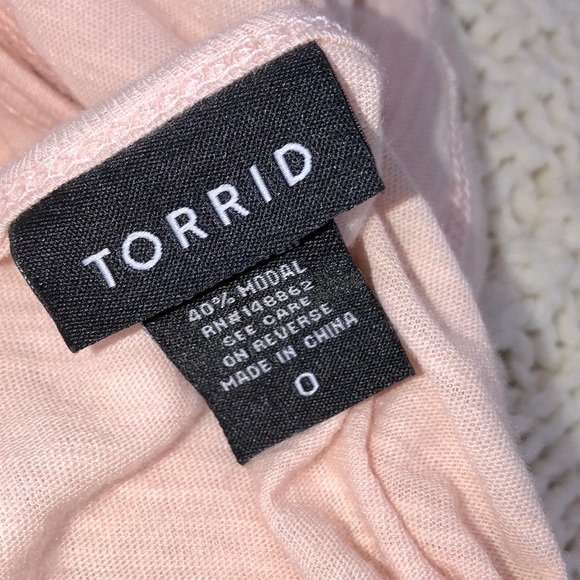 TORRID
40% MODAL
RN#148862
SEE CARE
ON REVERSE
MADE IN CHINA
0